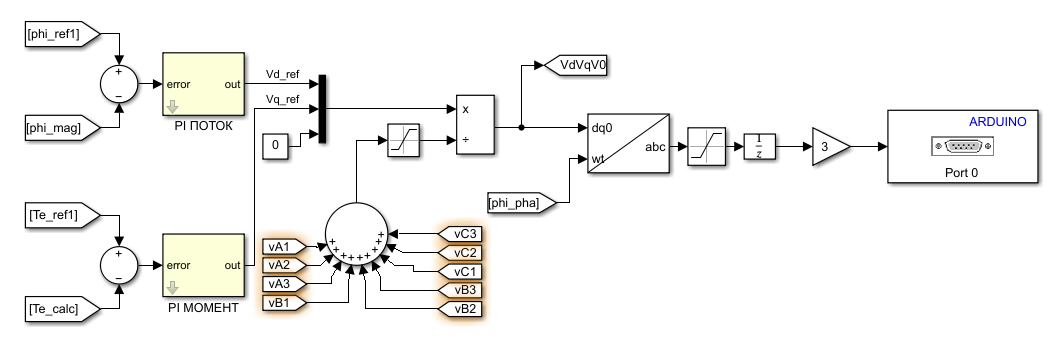 [phi_ref1]
+
−
[phi_mag]
error
out
PI ПОТОК
Vd_ref
Vq_ref
0
x
÷
VdVqV0
dq0
wt
abc
[phi_pha]
1
z
3
ARDUINO
Port 0
[Te_ref1]
+
−
[Te_calc]
error
out
PI МОМЕНТ
vA1
vA2
vA3
vB1
+
+
+
+
+
+
+
+
+
vC3
vC2
vC1
vB3
vB2